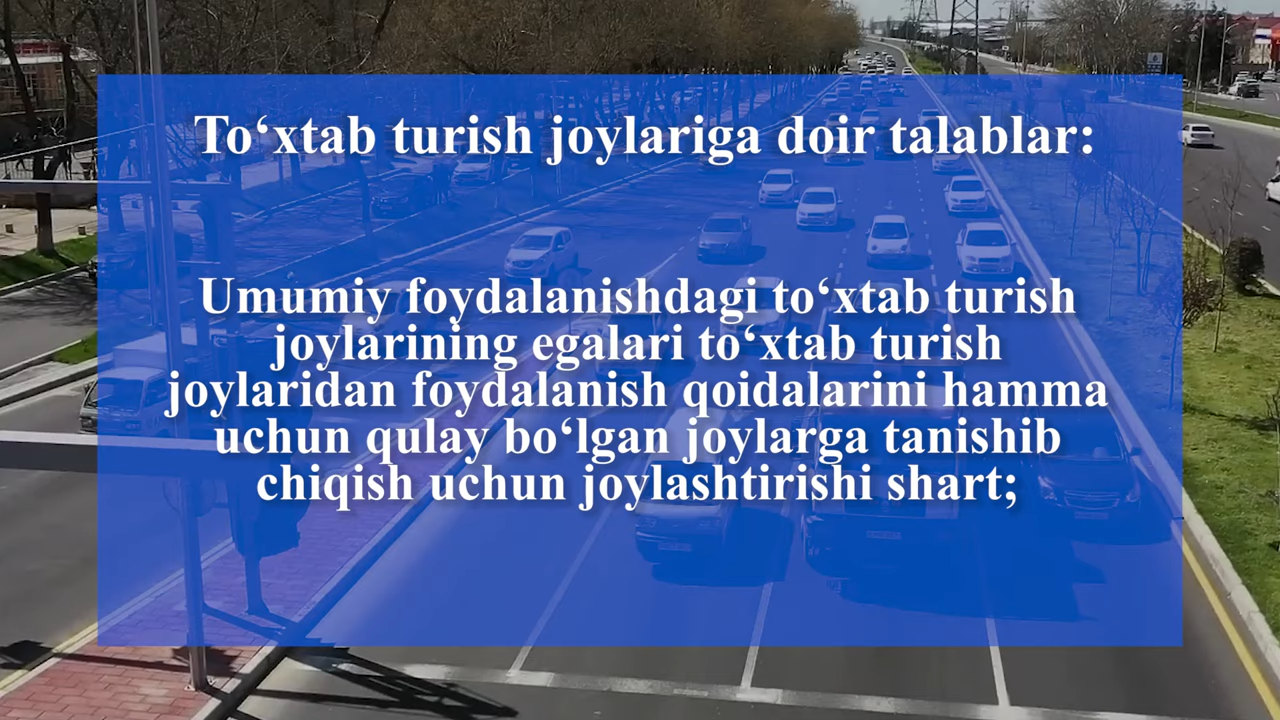 To‘xtab turish joylariga doir talablar:
Umumiy foydalanishdagi to‘xtab turish
joylarining egalari to‘xtab turish
joylaridan foydalanish qoidalarini hamma
uchun qulay bo‘lgan joylarga tanishib
chiqish uchun joylashtirishi shart;